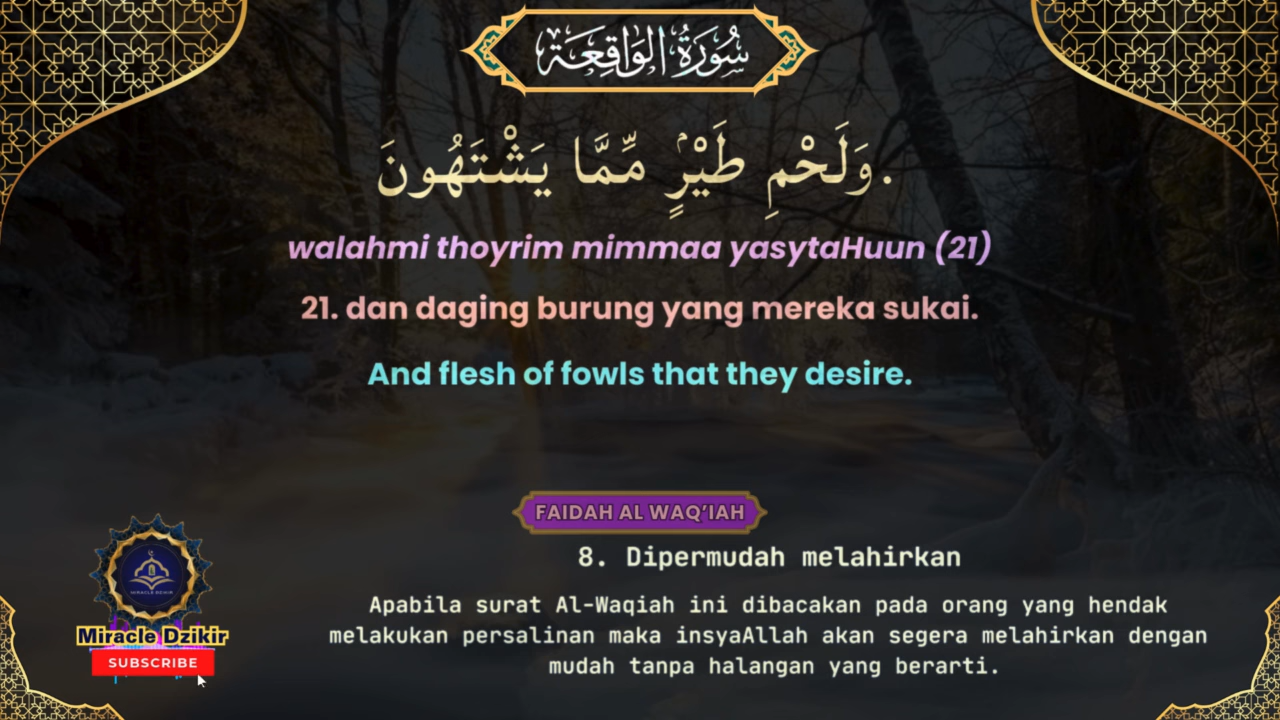 سُورَةُ الوَاقِعَة
وَلَحْمِ طَيْرٍۢ مِّمَّا يَشْتَهُونَ.
walahmi thoyrim mimmaa yasytaHuun (21)
21. dan daging burung yang mereka sukai.
And flesh of fowls that they desire.
FAIDAH AL WAQ'IAH
8. Dipermudah melahirkan
Apabila surat Al-Waqiah ini dibacakan pada orang yang hendak
melakukan persalinan maka insyaAllah akan segera melahirkan dengan
mudah tanpa halangan yang berarti.
MIRACLE DZIKIR
Miracle Dzikir
SUBSCRIBE